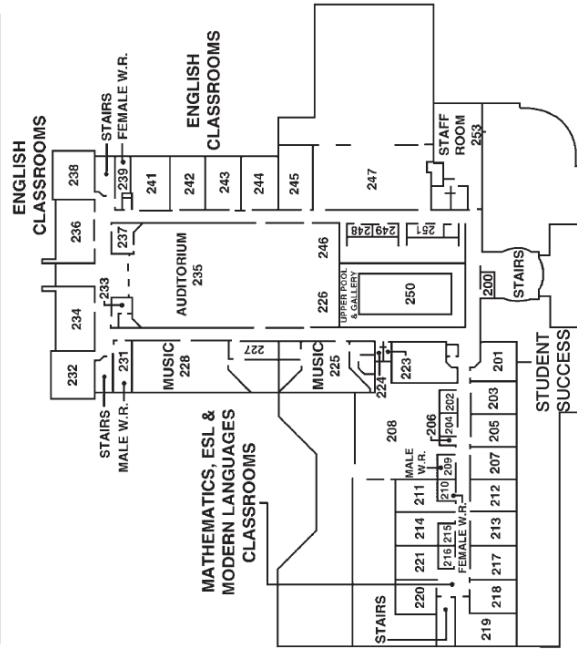 ENGLISH
CLASSROOMS
STAIRS
FEMALE W.R.
ENGLISH
CLASSROOMS
238
236
234
232
233
237
239
241
242
243
244
245
247
STAFF
ROOM
253
AUDITORIUM
235
246
226
248
249
251
UPPER POOL
& GALLERY
250
200
STAIRS
231
STAIRS
MALE W.R.
MUSIC
228
227
MUSIC
225
224
223
MATHEMATICS, ESL &
MODERN LANGUAGES
CLASSROOMS
208
206
202
204
MALE
W.R.
209
210
211
214
215
216
221
220
FEMALE W.R.
STAIRS
201
203
205
207
212
213
217
218
219
STUDENT
SUCCESS